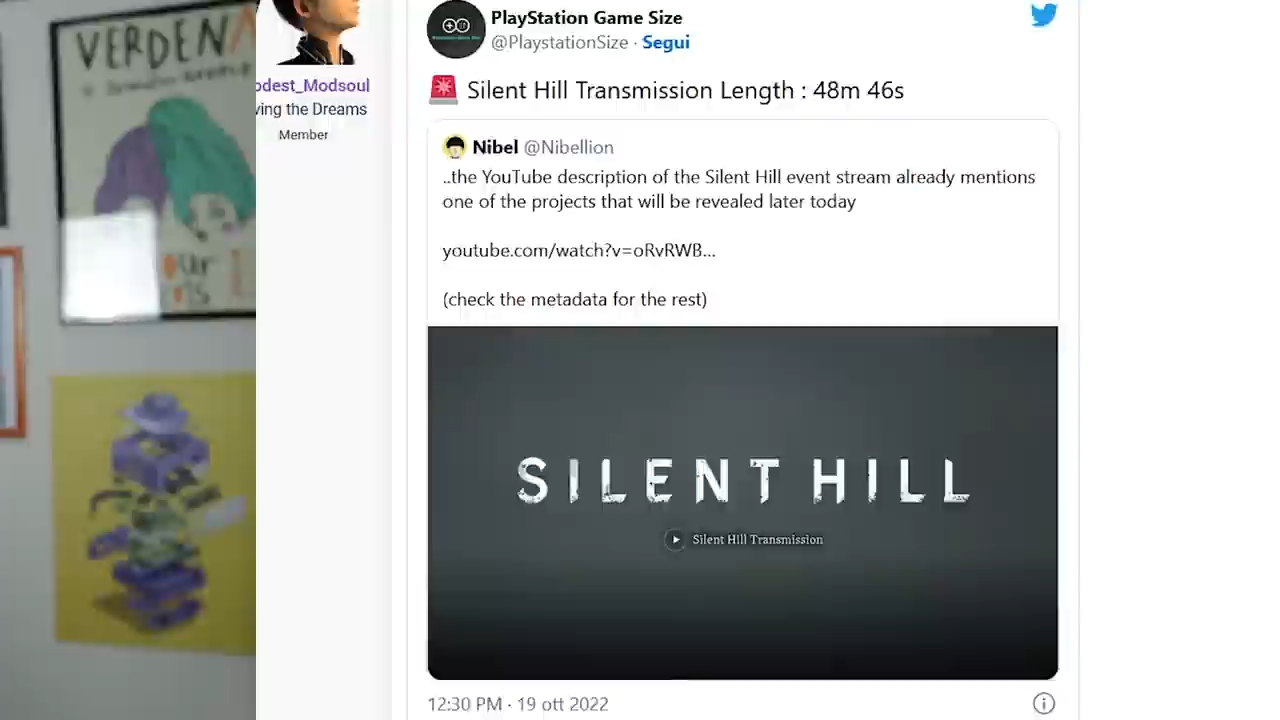 VERDENA
PlayStation Game Size
@PlaystationSize · Segui
🚨 Silent Hill Transmission Length : 48m 46s
odest_Modsoul
ving the Dreams
Member
Nibel @Nibellion
..the YouTube description of the Silent Hill event stream already mentions
one of the projects that will be revealed later today
youtube.com/watch?v=oRvRWB...
(check the metadata for the rest)
SILENT HILL
Silent Hill Transmission
12:30 PM · 19 ott 2022